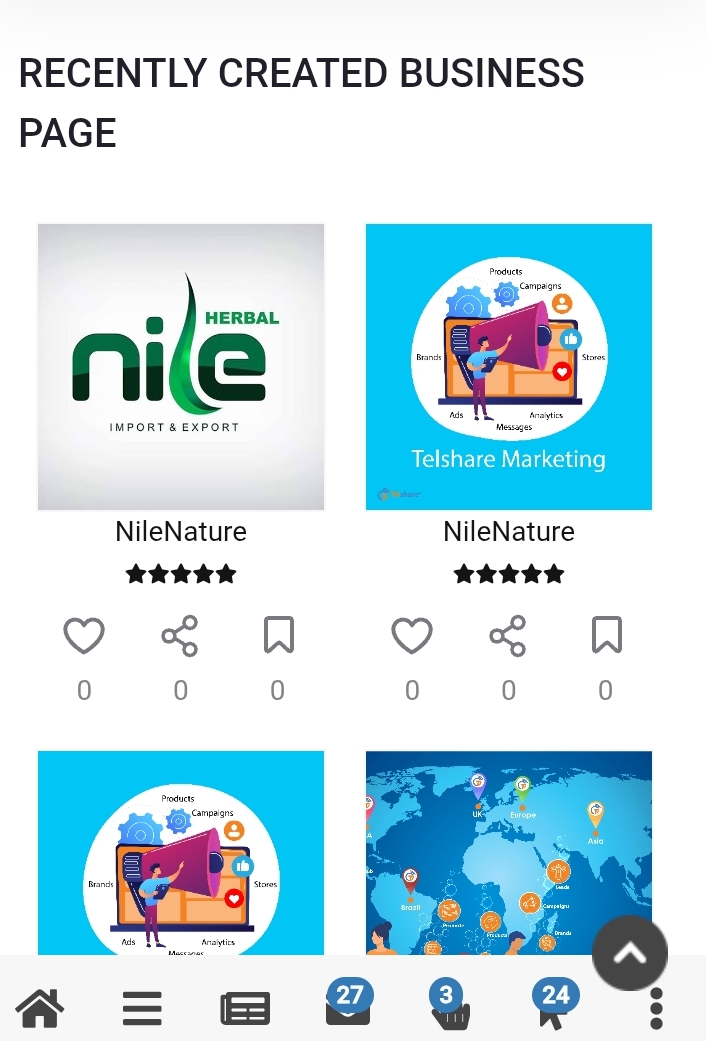 RECENTLY CREATED BUSINESS
PAGE
HERBAL
nile
IMPORT & EXPORT
Products
Campaigns
Brands
Stores
Ads
Analytics
Messages
Telshare Marketing
NileNature
NileNature
0
0
0
0
0
0
Products
Campaigns
Brands
Stores
Ads
Analytics
Messages
UK
Europe
A
Asia
Brazil
Leads
Campaigns
Promote
Products
Brands
27
3
24